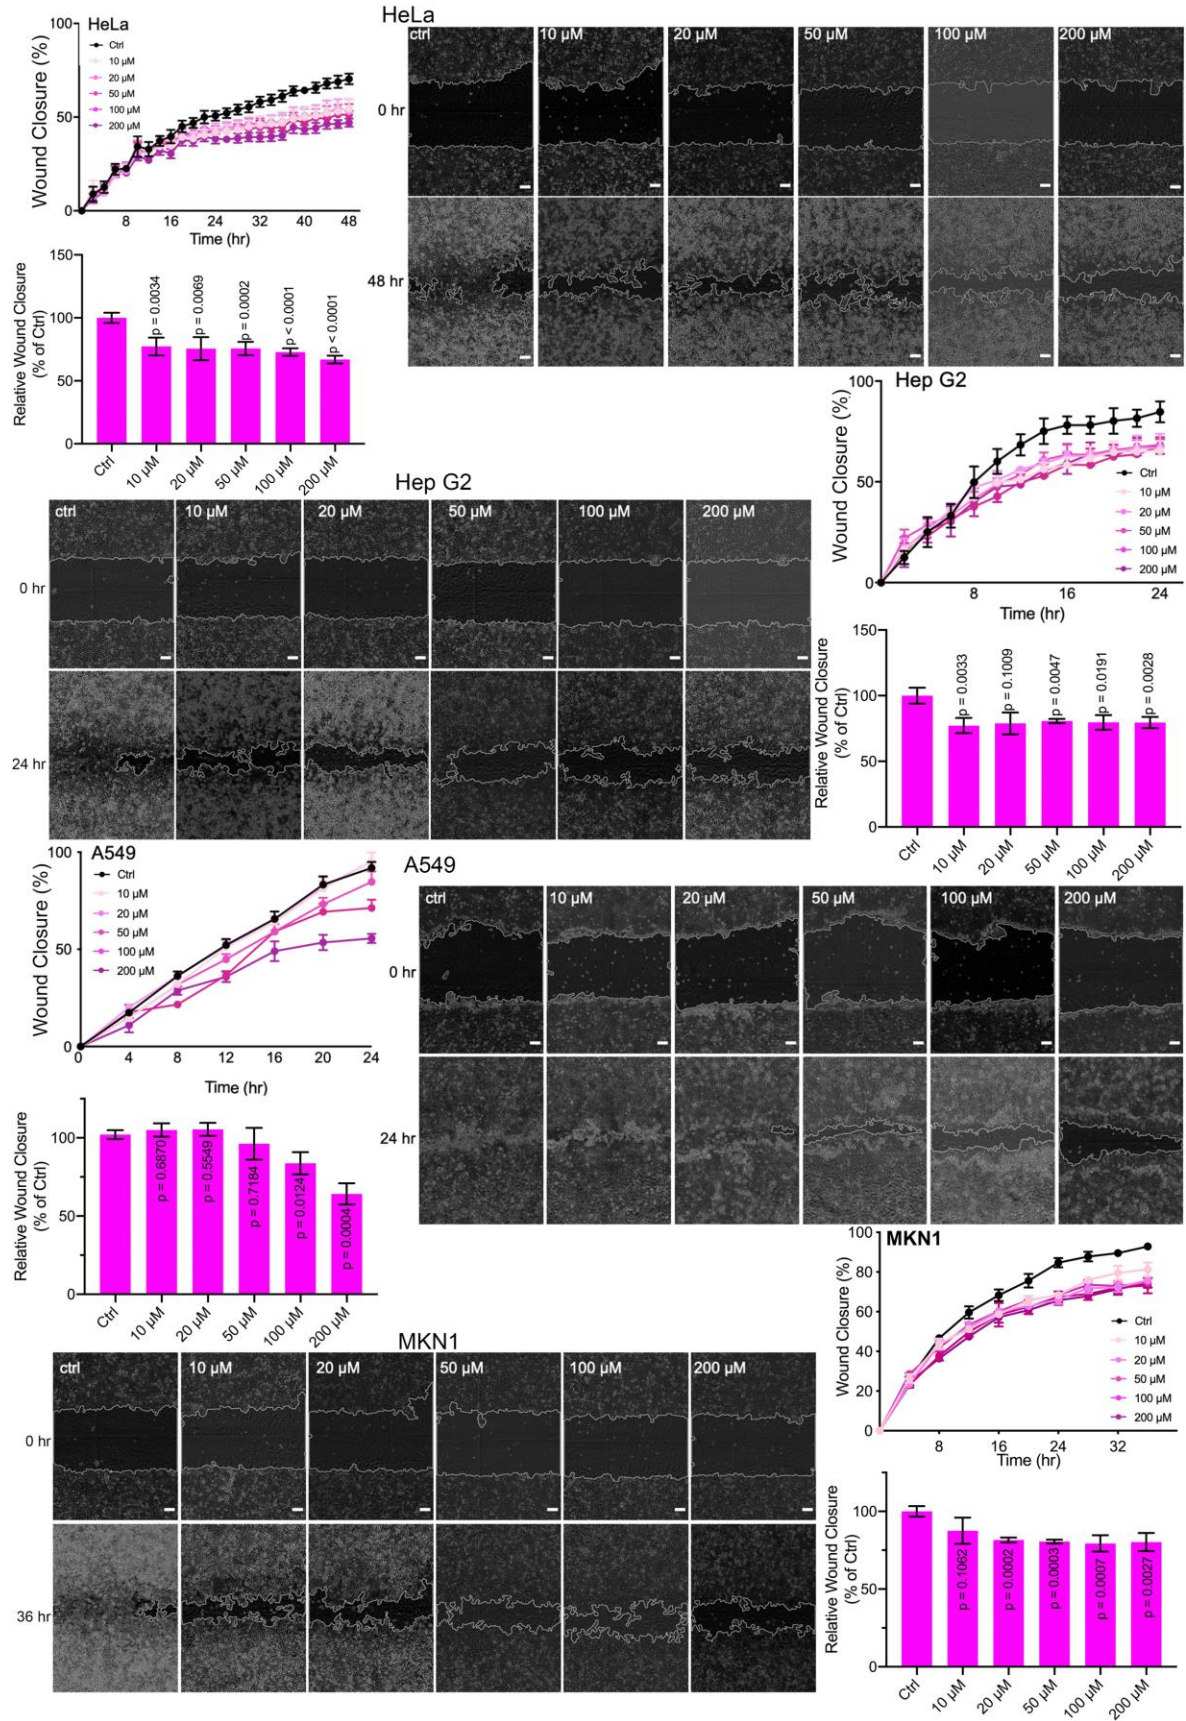 HeLa
Wound Closure (%)
100
50
0
Ctrl
10 µM
20 µM
50 µM
100 µM
200 µM
8 16 24 32 40 48
Time (hr)
HeLa
ctrl 10 µM 20 µM 50 µM 100 µM 200 µM
0 hr
48 hr
Relative Wound Closure
(% of Ctrl)
150
100
50
0
p = 0.0034
p = 0.0069
p = 0.0002
p < 0.0001
p < 0.0001
Ctrl 10 µM 20 µM 50 µM 100 µM 200 µM
Hep G2
Wound Closure (%)
100
50
0
Ctrl
10 µM
20 µM
50 µM
100 µM
200 µM
8 16 24
Time (hr)
Hep G2
ctrl 10 µM 20 µM 50 µM 100 µM 200 µM
0 hr
24 hr
Relative Wound Closure
(% of Ctrl)
150
100
50
0
p = 0.0033
p = 0.1009
p = 0.0047
p = 0.0191
p = 0.0028
Ctrl 10 µM 20 µM 50 µM 100 µM 200 µM
A549
Wound Closure (%)
100
50
0
Ctrl
10 µM
20 µM
50 µM
100 µM
200 µM
0 4 8 12 16 20 24
Time (hr)
A549
ctrl 10 µM 20 µM 50 µM 100 µM 200 µM
0 hr
24 hr
Relative Wound Closure
(% of Ctrl)
100
50
0
p = 0.6870
p = 0.5549
p = 0.7184
p = 0.0124
p = 0.0004
Ctrl 10 µM 20 µM 50 µM 100 µM 200 µM
MKN1
Wound Closure (%)
100
80
60
40
20
0
Ctrl
10 µM
20 µM
50 µM
100 µM
200 µM
8 16 24 32
Time (hr)
MKN1
ctrl 10 µM 20 µM 50 µM 100 µM 200 µM
0 hr
36 hr
Relative Wound Closure
(% of Ctrl)
100
50
0
p = 0.1062
p = 0.0002
p = 0.0003
p = 0.0007
p = 0.0027
Ctrl 10 µM 20 µM 50 µM 100 µM 200 µM